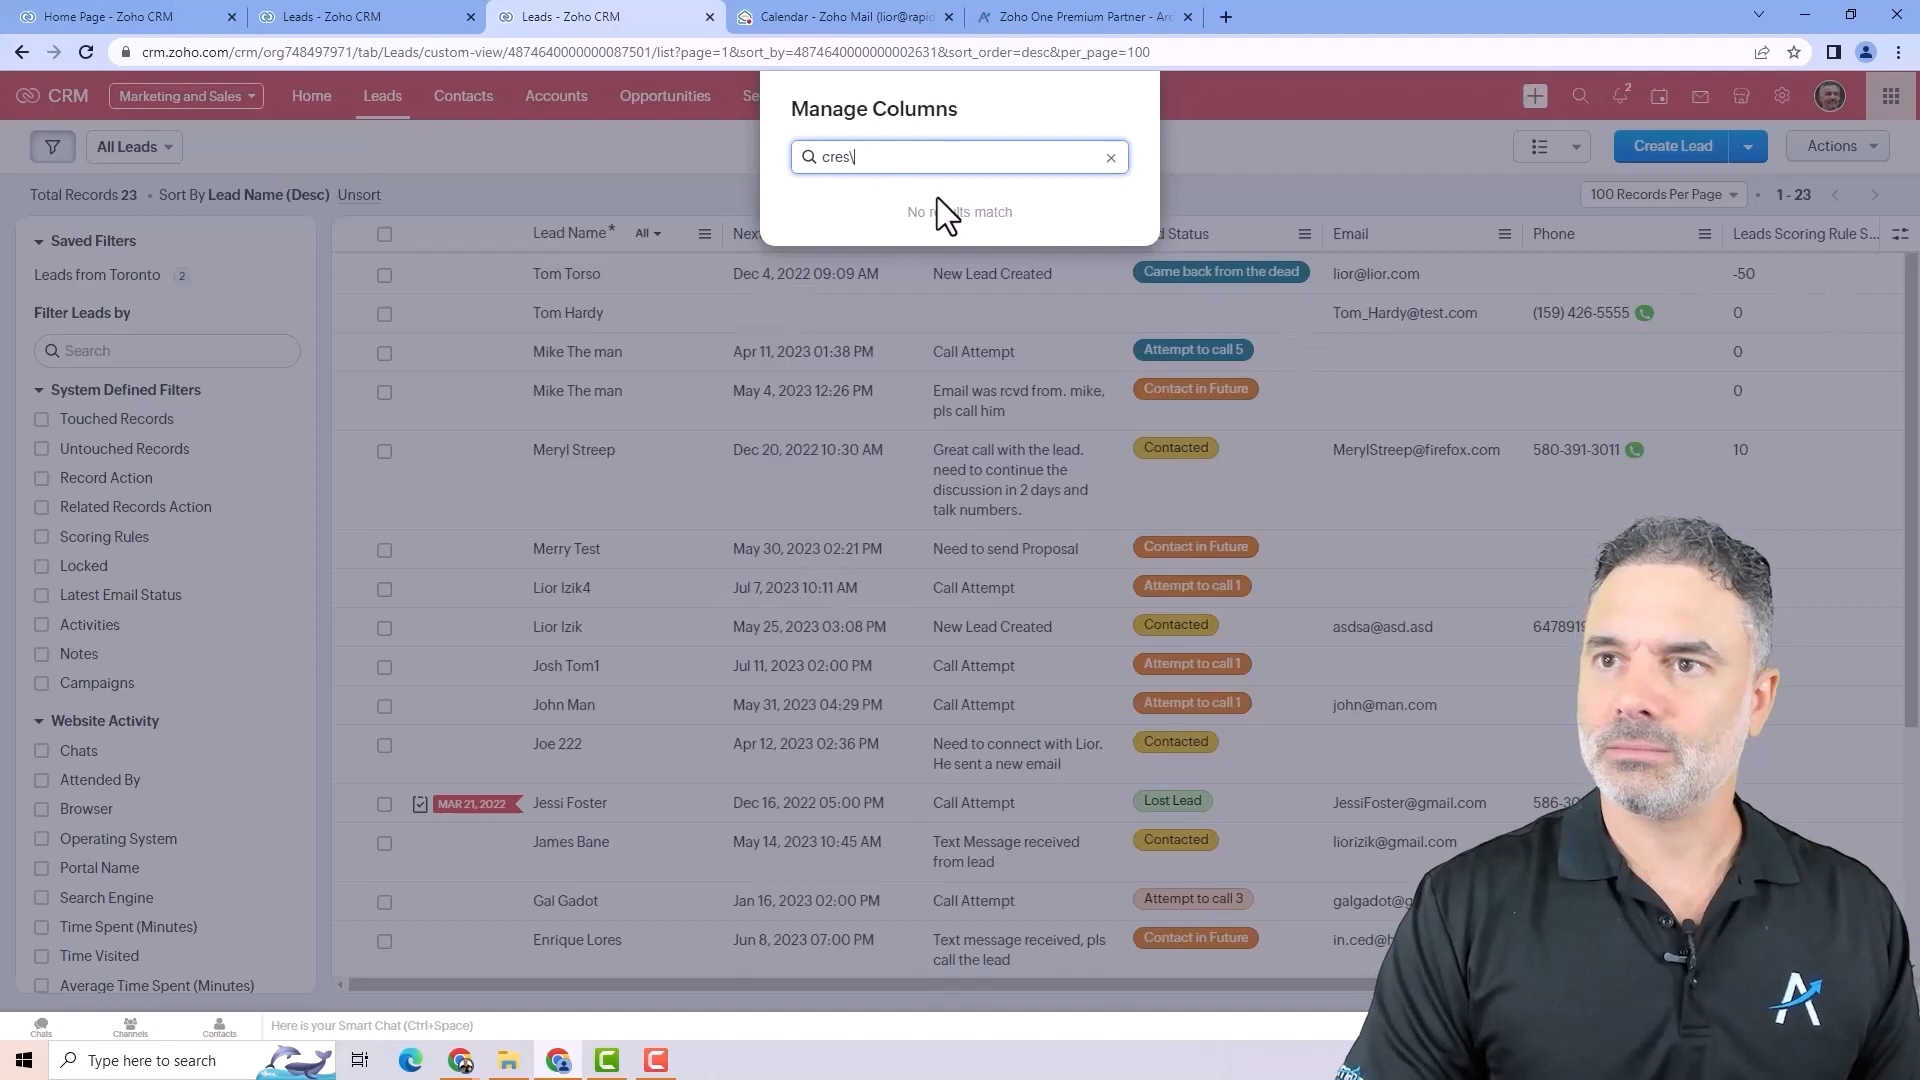 Home Page - Zoho CRM
Leads - Zoho CRM
Leads - Zoho CRM
Calendar - Zoho Mail (lior@rapid
Zoho One Premium Partner - Arc
crm.zoho.com/crm/org748497971/tab/Leads/custom-view/4874640000000087501/list?page=1&sort_by=4874640000000002631&sort_order=desc&per_page=100
CRM
Marketing and Sales
Home
Leads
Contacts
Accounts
Opportunities
Se
2
Manage Columns
cres\
No results match
All Leads
Create Lead
Actions
Total Records 23 • Sort By Lead Name (Desc) Unsort
100 Records Per Page • 1 - 23
Saved Filters
Leads from Toronto 2
Filter Leads by
Search
System Defined Filters
Touched Records
Untouched Records
Record Action
Related Records Action
Scoring Rules
Locked
Latest Email Status
Activities
Notes
Campaigns
Website Activity
Chats
Attended By
Browser
Operating System
Portal Name
Search Engine
Time Spent (Minutes)
Time Visited
Average Time Spent (Minutes)
Lead Name* All Nex d Status Email Phone Leads Scoring Rule S...
Tom Torso Dec 4, 2022 09:09 AM New Lead Created Came back from the dead lior@lior.com -50
Tom Hardy Tom_Hardy@test.com (159) 426-5555 0
Mike The man Apr 11, 2023 01:38 PM Call Attempt Attempt to call 5 0
Mike The man May 4, 2023 12:26 PM Email was rcvd from. mike, Contact in Future 0
pls call him
Meryl Streep Dec 20, 2022 10:30 AM Great call with the lead. Contacted MerylStreep@firefox.com 580-391-3011 10
need to continue the
discussion in 2 days and
talk numbers.
Merry Test May 30, 2023 02:21 PM Need to send Proposal Contact in Future
Lior Izik4 Jul 7, 2023 10:11 AM Call Attempt Attempt to call 1
Lior Izik May 25, 2023 03:08 PM New Lead Created Contacted asdsa@asd.asd 6478919
Josh Tom1 Jul 11, 2023 02:00 PM Call Attempt Attempt to call 1
John Man May 31, 2023 04:29 PM Call Attempt Attempt to call 1 john@man.com
Joe 222 Apr 12, 2023 02:36 PM Need to connect with Lior. Contacted
He sent a new email
MAR 21, 2022 Jessi Foster Dec 16, 2022 05:00 PM Call Attempt Lost Lead JessiFoster@gmail.com 586-30
James Bane May 14, 2023 10:45 AM Text Message received Contacted liorizik@gmail.com
from lead
Gal Gadot Jan 16, 2023 02:00 PM Call Attempt Attempt to call 3 galgadot@g
Enrique Lores Jun 8, 2023 07:00 PM Text message received, pls Contact in Future in.ced@h
call the lead
Chats
Channels
Contacts
Here is your Smart Chat (Ctrl+Space)
Type here to search